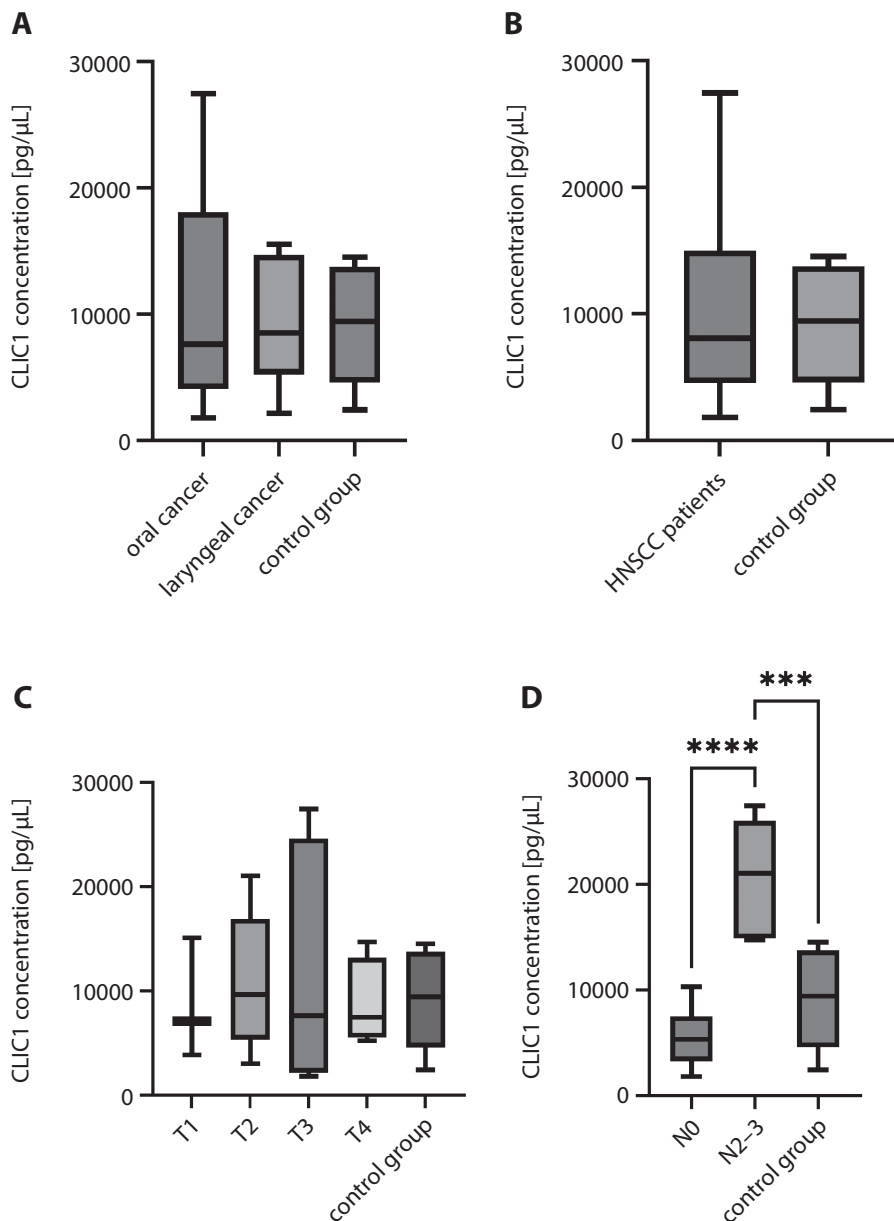 A
CLIC1 concentration [pg/µL]
30000
20000
10000
0
oral cancer
laryngeal cancer
control group
B
CLIC1 concentration [pg/µL]
30000
20000
10000
0
HNSCC patients
control group
C
CLIC1 concentration [pg/µL]
30000
20000
10000
0
T1
T2
T3
T4
control group
D
***
****
CLIC1 concentration [pg/µL]
30000
20000
10000
0
N0
N2–3
control group